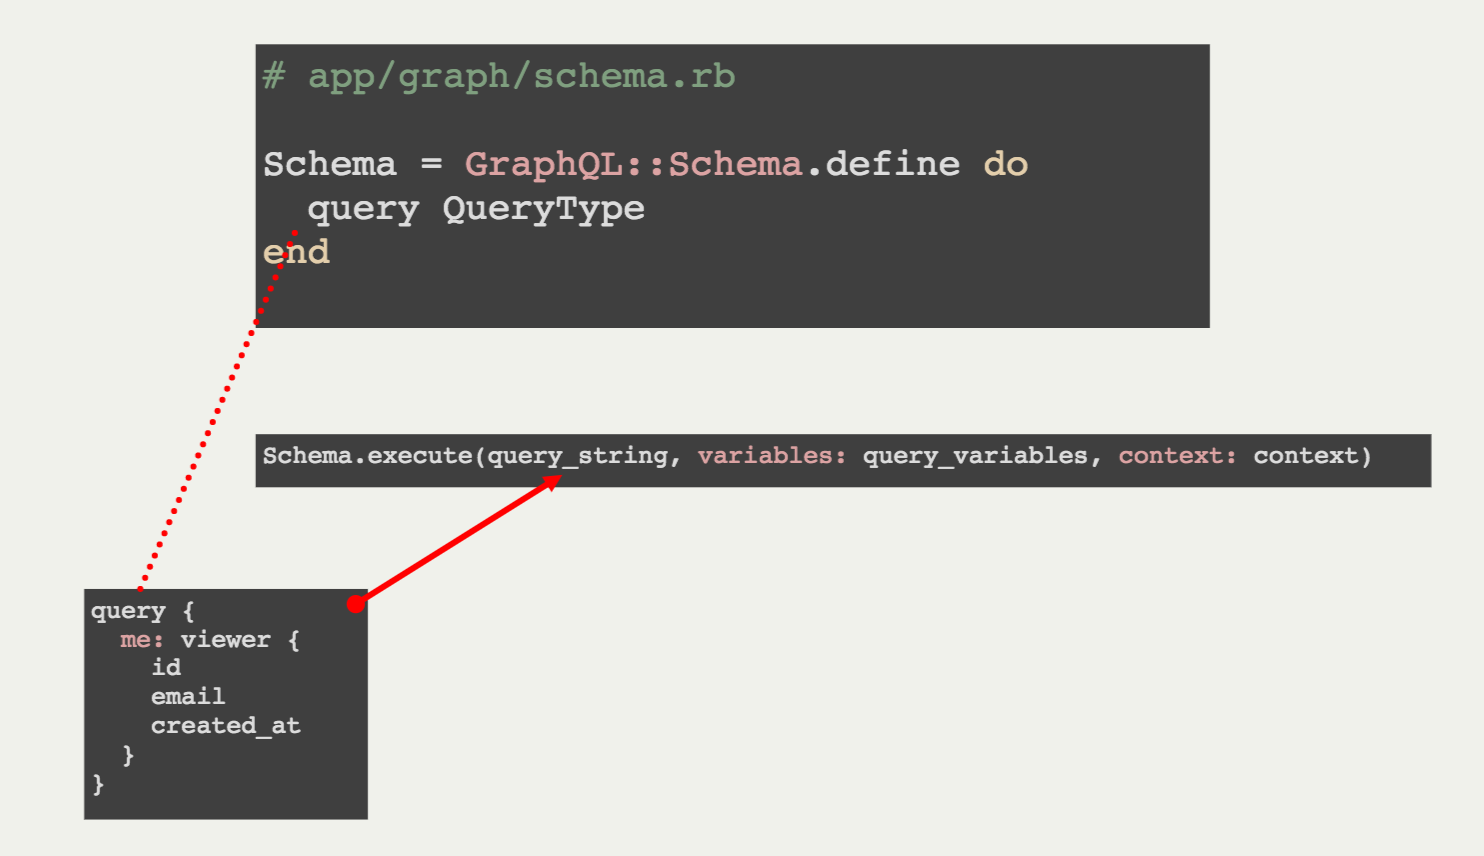 # app/graph/schema.rb
Schema = GraphQL::Schema.define do
  query QueryType
end
Schema.execute(query_string, variables: query_variables, context: context)
query {
  me: viewer {
    id
    email
    created_at
  }
}